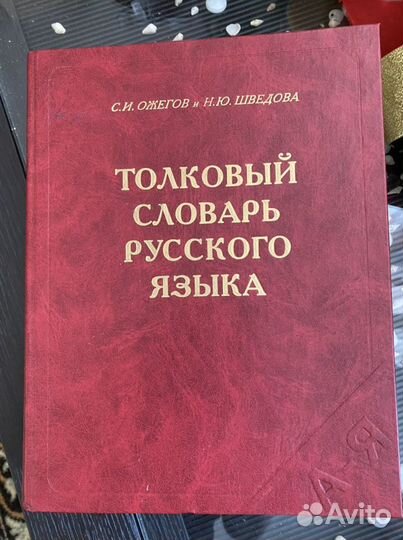 С.И. ОЖЕГОВ и Н.Ю. ШВЕДОВА
ТОЛКОВЫЙ
СЛОВАРЬ
РУССКОГО
ЯЗЫКА
Я
А
Avito